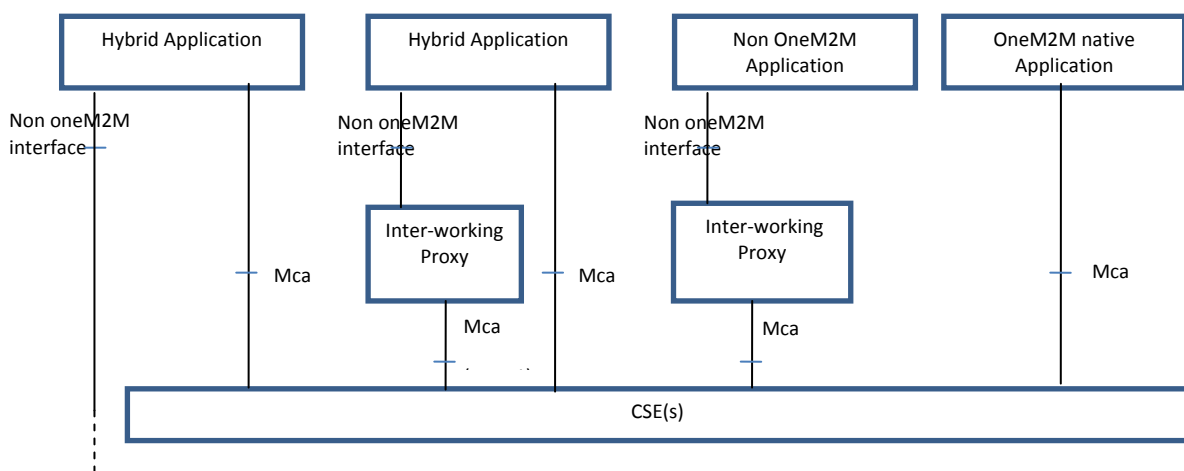 Hybrid Application
Hybrid Application
Non OneM2M
Application
OneM2M native
Application
Non oneM2M
interface
Non oneM2M
interface
Non oneM2M
interface
Inter-working
Proxy
Inter-working
Proxy
Mca
Mca
Mca
Mca
Mca
CSE(s)